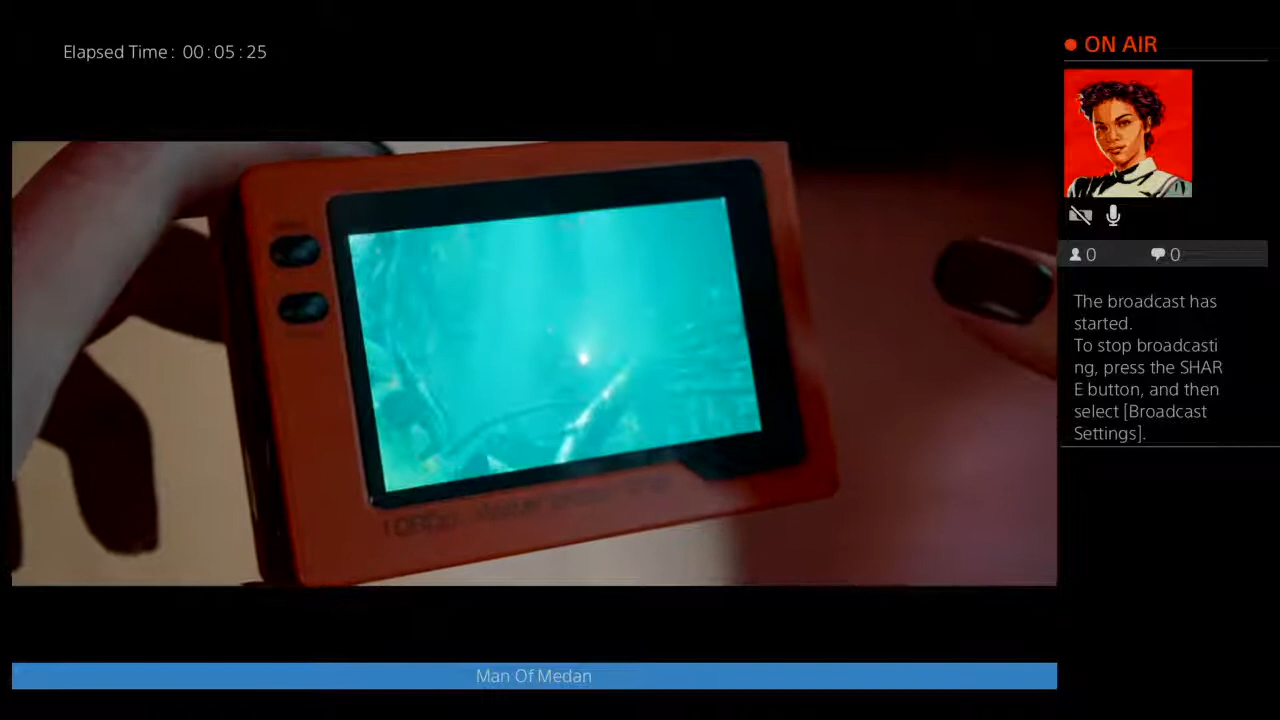 Elapsed Time: 00:05:25
ON AIR
0
0
The broadcast has
started.
To stop broadcasti
ng, press the SHAR
E button, and then
select [Broadcast
Settings].
Man Of Medan